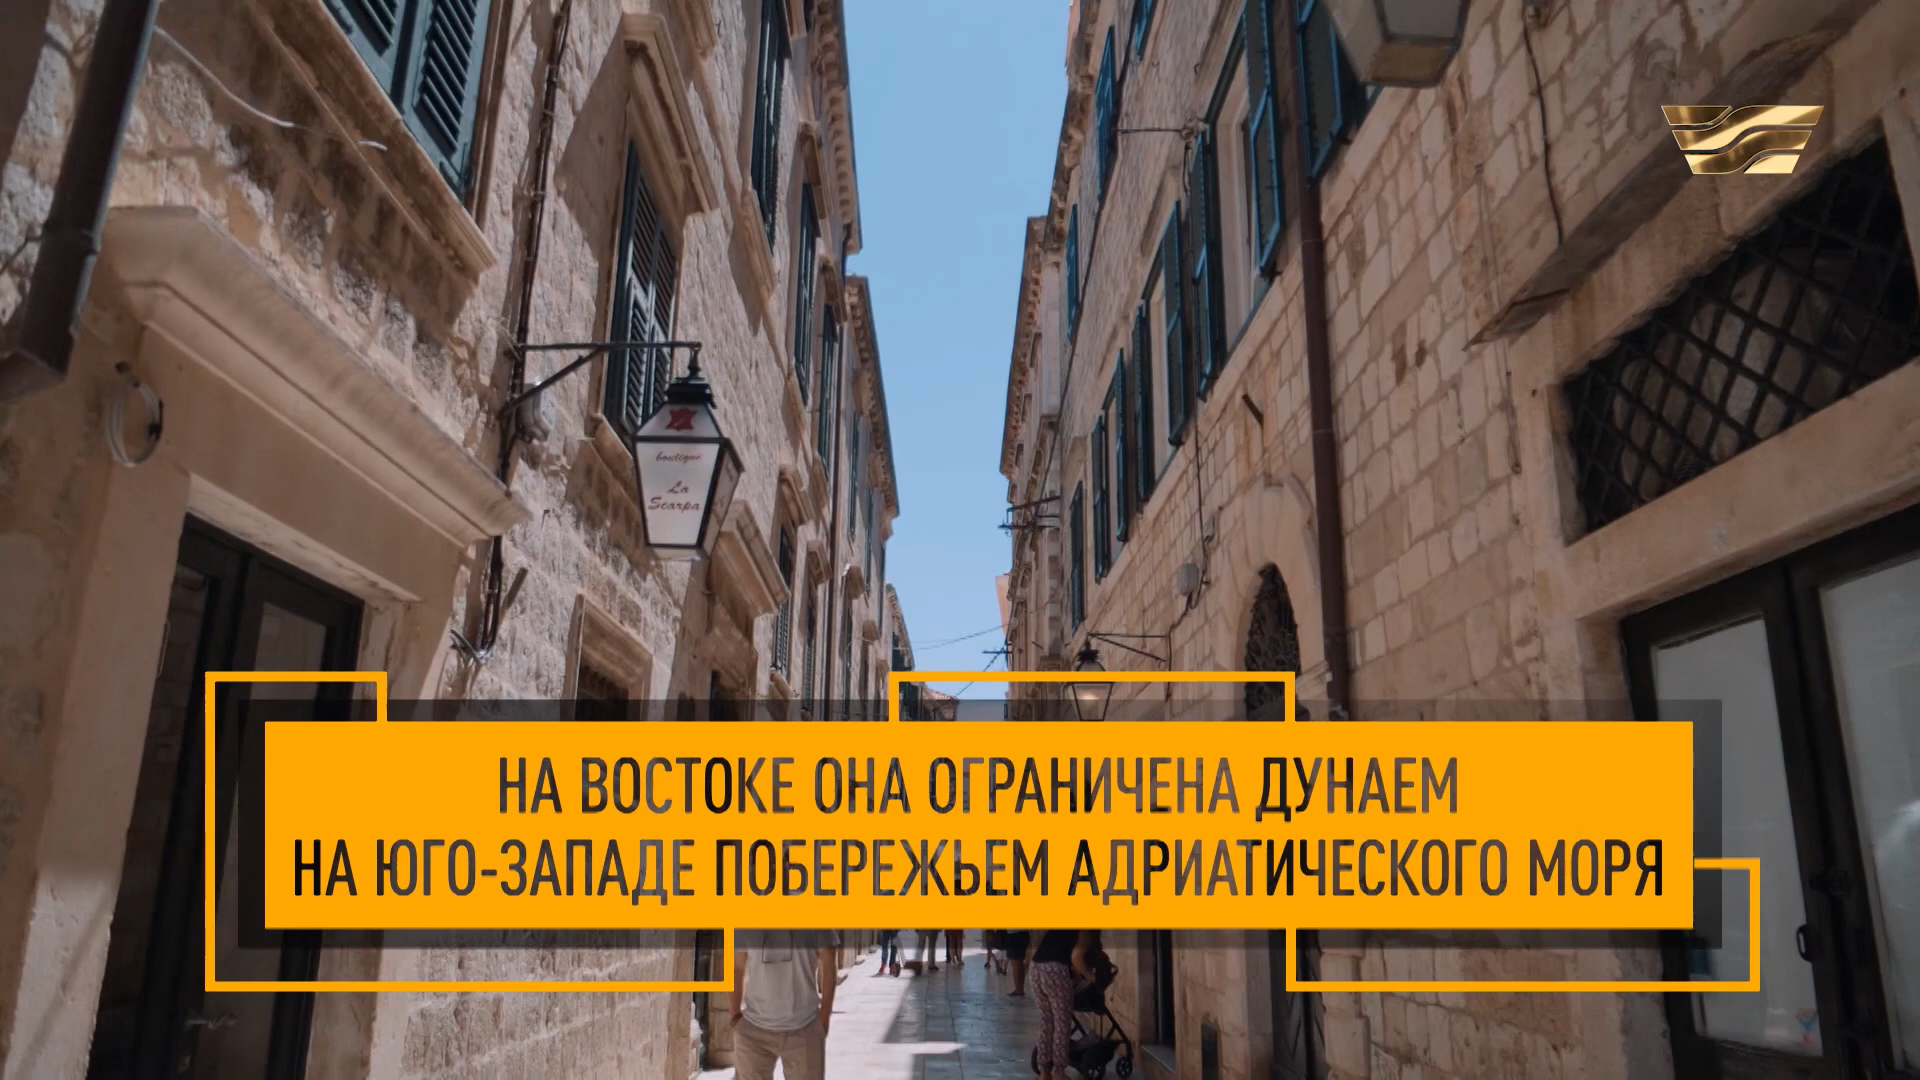 boutique
La
Scarpa
НА ВОСТОКЕ ОНА ОГРАНИЧЕНА ДУНАЕМ
НА ЮГО-ЗАПАДЕ ПОБЕРЕЖЬЕМ АДРИАТИЧЕСКОГО МОРЯ